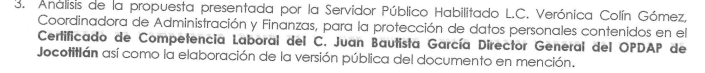 3. Análisis de la propuesta presentada por la Servidor Público Habilitado L.C. Verónica Colín Gómez,
Coordinadora de Administración y Finanzas, para la protección de datos personales contenidos en el
Certificado de Competencia Laboral del C. Juan Bautista García Director General del OPDAP de
Jocotitlán así como la elaboración de la versión pública del documento en mención.